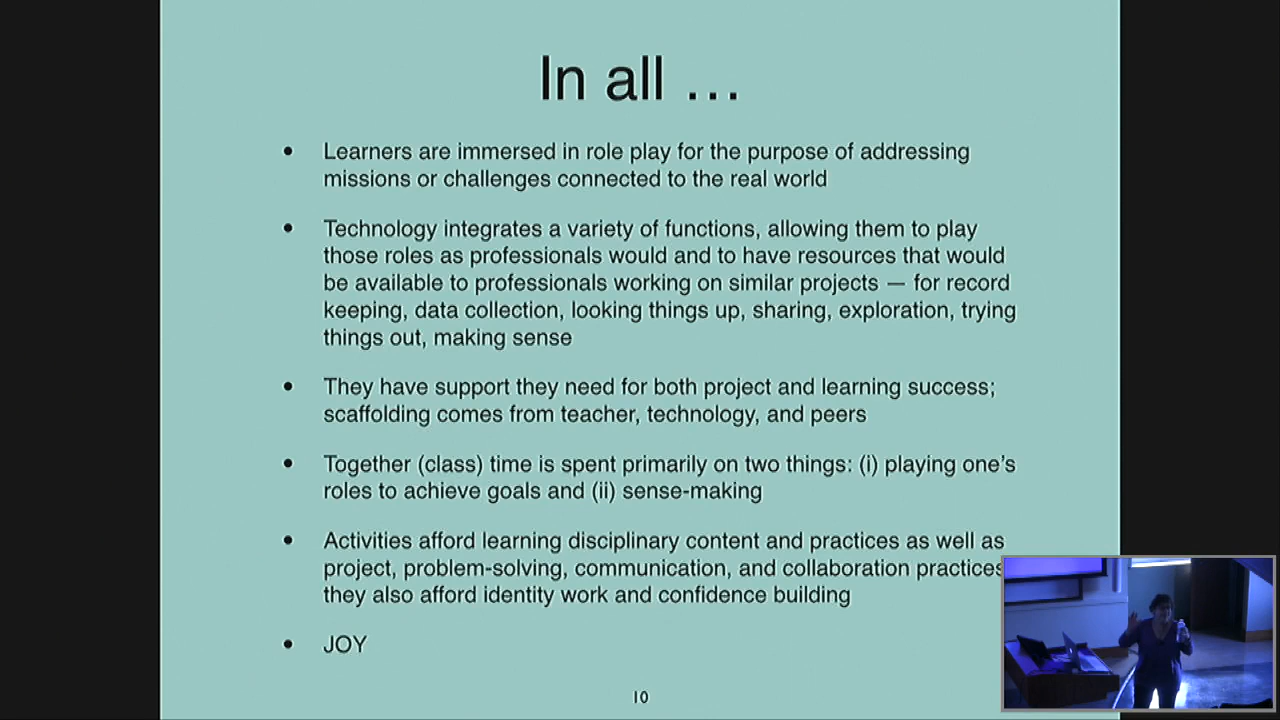 In all …
• Learners are immersed in role play for the purpose of addressing
missions or challenges connected to the real world
• Technology integrates a variety of functions, allowing them to play
those roles as professionals would and to have resources that would
be available to professionals working on similar projects — for record
keeping, data collection, looking things up, sharing, exploration, trying
things out, making sense
• They have support they need for both project and learning success;
scaffolding comes from teacher, technology, and peers
• Together (class) time is spent primarily on two things: (i) playing one’s
roles to achieve goals and (ii) sense-making
• Activities afford learning disciplinary content and practices as well as
project, problem-solving, communication, and collaboration practices
they also afford identity work and confidence building
• JOY
10